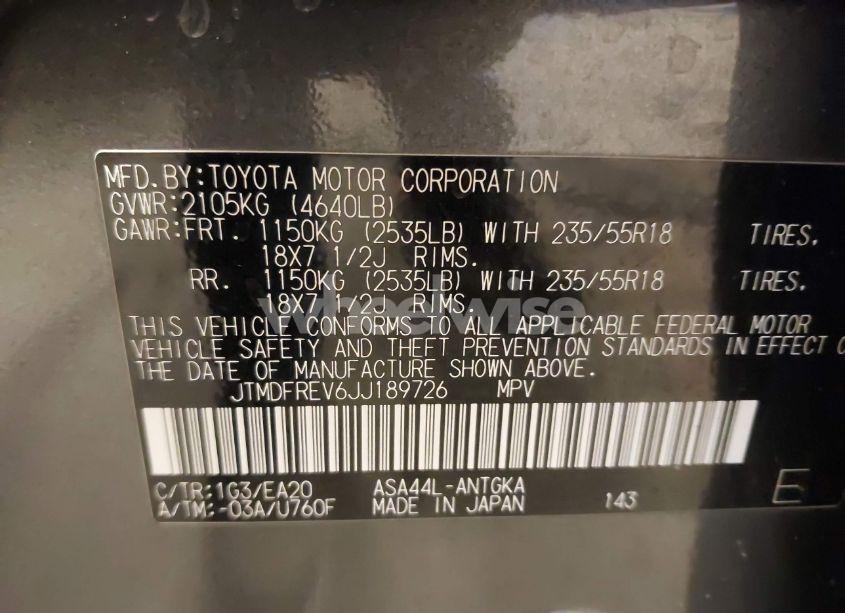 MFD.BY:TOYOTA MOTOR CORPORATION
GVWR:2105KG (4640LB)
GAWR:FRT. 1150KG (2535LB) WITH 235/55R18 TIRES.
18X7 1/2J RIMS.
RR. 1150KG (2535LB) WITH 235/55R18 TIRES.
18X7 1/2J RIMS.
wheelwise
THIS VEHICLE CONFORMS TO ALL APPLICABLE FEDERAL MOTOR
VEHICLE SAFETY AND THEFT PREVENTION STANDARDS IN EFFECT
THE DATE OF MANUFACTURE SHOWN ABOVE.
JTMDFREV6JJ189726 MPV
C/TR:1G3/EA20 ASA44L-ANTGKA
A/TM:-03A/U760F MADE IN JAPAN 143 E